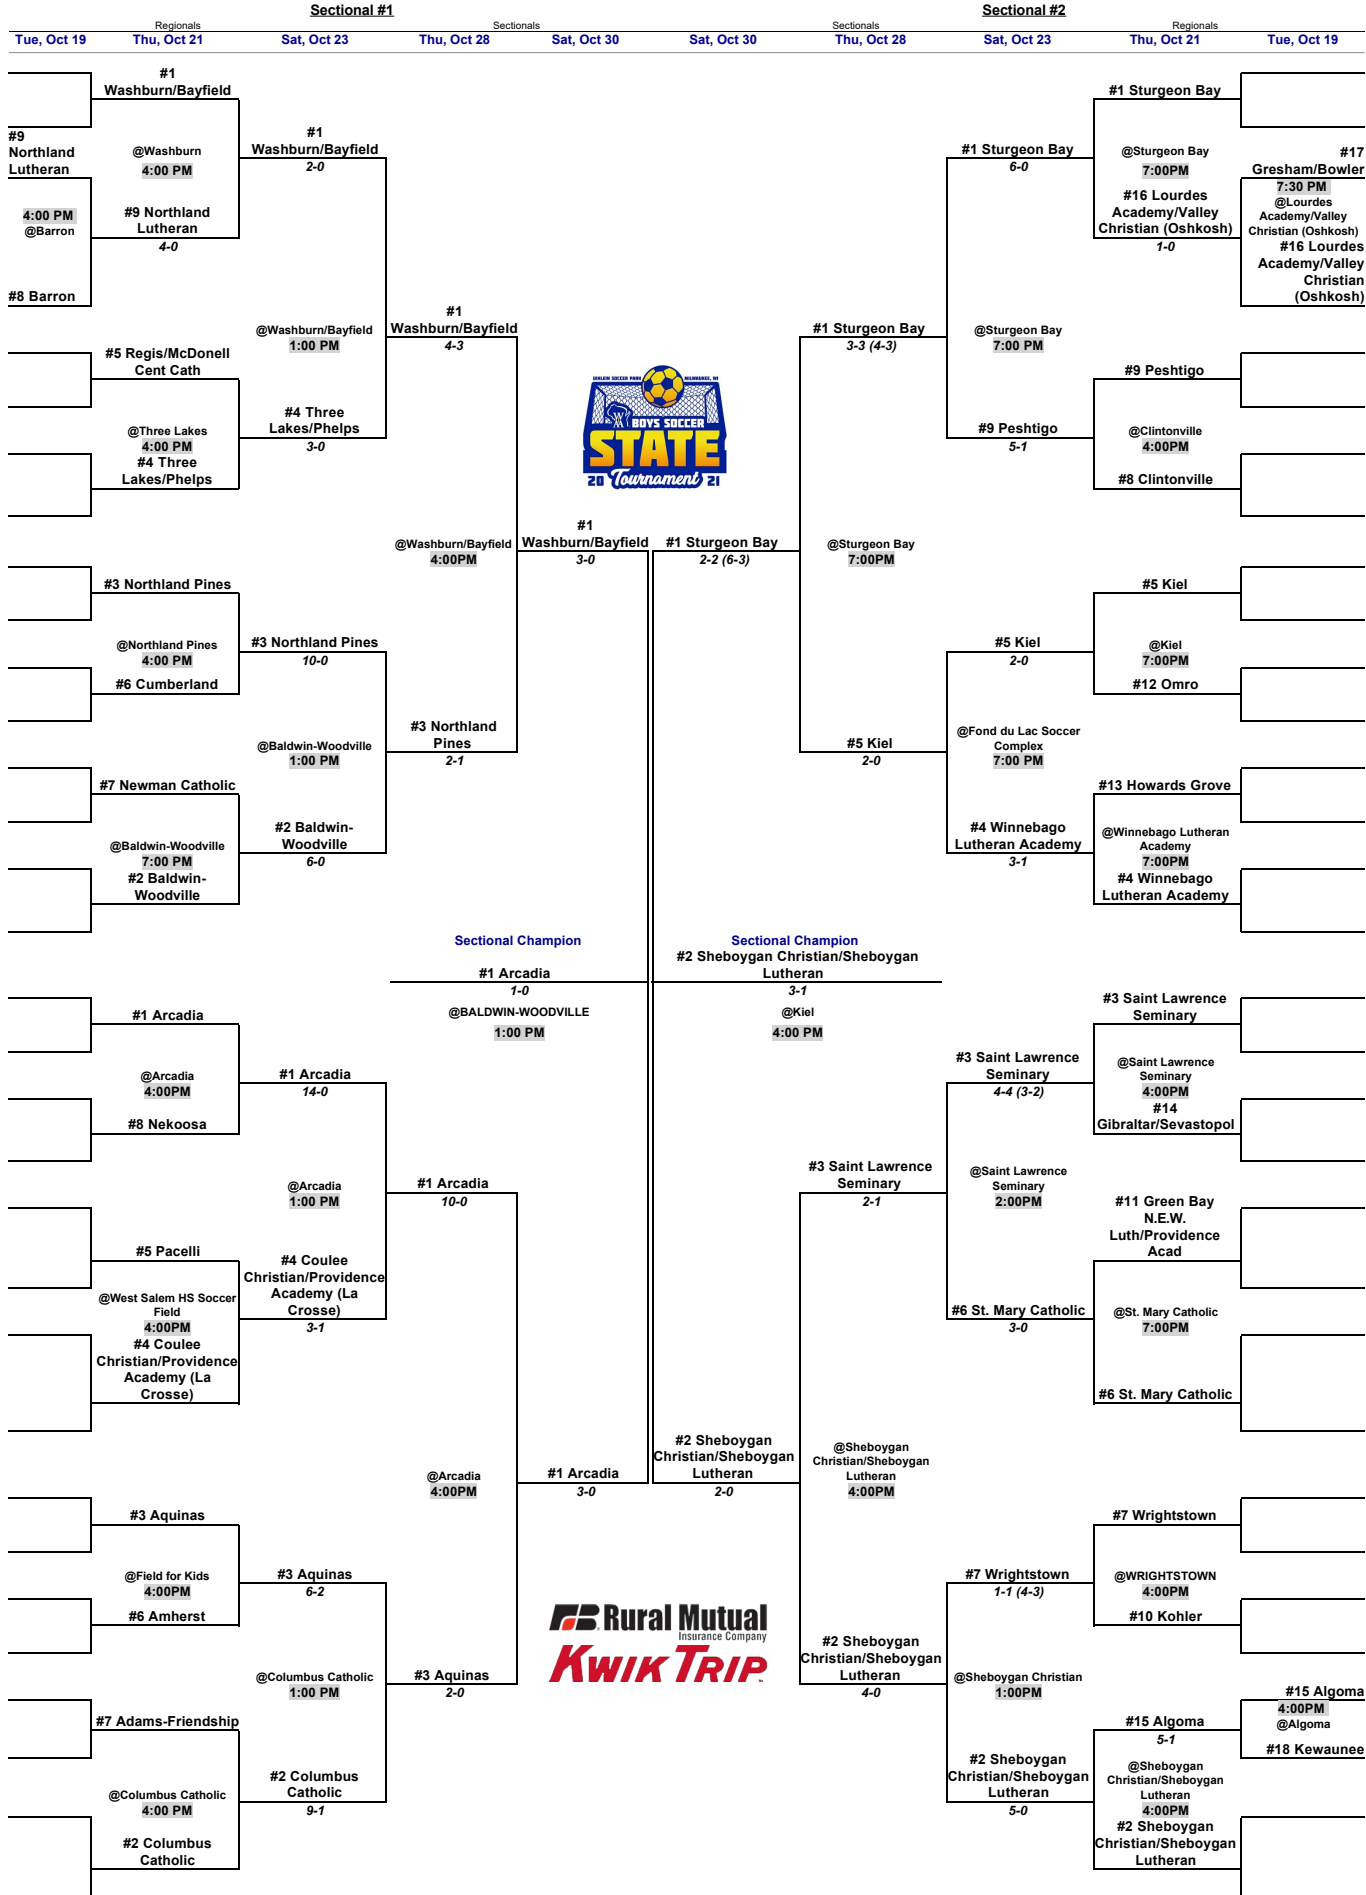 Sectional #1
Sectional #2
Regionals
Sectionals
Sectionals
Regionals
Tue, Oct 19
Thu, Oct 21
Sat, Oct 23
Thu, Oct 28
Sat, Oct 30
Sat, Oct 30
Thu, Oct 28
Sat, Oct 23
Thu, Oct 21
Tue, Oct 19
#9
Northland
Lutheran
4:00 PM
@Barron
#8 Barron
#1
Washburn/Bayfield
@Washburn
4:00 PM
#9 Northland
Lutheran
4-0
#5 Regis/McDonell
Cent Cath
@Three Lakes
4:00 PM
#4 Three
Lakes/Phelps
#3 Northland Pines
@Northland Pines
4:00 PM
#6 Cumberland
#7 Newman Catholic
@Baldwin-Woodville
7:00 PM
#2 Baldwin-
Woodville
#1 Arcadia
@Arcadia
4:00PM
#8 Nekoosa
#5 Pacelli
@West Salem HS Soccer
Field
4:00PM
#4 Coulee
Christian/Providence
Academy (La
Crosse)
#3 Aquinas
@Field for Kids
4:00PM
#6 Amherst
#7 Adams-Friendship
@Columbus Catholic
4:00 PM
#2 Columbus
Catholic
#1
Washburn/Bayfield
2-0
@Washburn/Bayfield
1:00 PM
#4 Three
Lakes/Phelps
3-0
#3 Northland Pines
10-0
@Baldwin-Woodville
1:00 PM
#2 Baldwin-
Woodville
6-0
#1 Arcadia
14-0
@Arcadia
1:00 PM
#4 Coulee
Christian/Providence
Academy (La
Crosse)
3-1
#3 Aquinas
6-2
@Columbus Catholic
1:00 PM
#2 Columbus
Catholic
9-1
#1
Washburn/Bayfield
4-3
@Washburn/Bayfield
4:00PM
#3 Northland
Pines
2-1
#1 Arcadia
10-0
@Arcadia
4:00PM
#3 Aquinas
2-0
UIHLEIN SOCCER PARK
MILWAUKEE, WI
BOYS SOCCER
STATE
20 Tournament 21
#1
Washburn/Bayfield
3-0
Sectional Champion
#1 Arcadia
1-0
@BALDWIN-WOODVILLE
1:00 PM
#1 Arcadia
3-0
#1 Sturgeon Bay
2-2 (6-3)
Sectional Champion
#2 Sheboygan Christian/Sheboygan
Lutheran
3-1
@Kiel
4:00 PM
#2 Sheboygan
Christian/Sheboygan
Lutheran
2-0
Rural Mutual
Insurance Company
KWIK TRIP
#1 Sturgeon Bay
3-3 (4-3)
@Sturgeon Bay
7:00PM
#5 Kiel
2-0
#3 Saint Lawrence
Seminary
2-1
@Sheboygan
Christian/Sheboygan
Lutheran
4:00PM
#2 Sheboygan
Christian/Sheboygan
Lutheran
4-0
#1 Sturgeon Bay
6-0
@Sturgeon Bay
7:00 PM
#9 Peshtigo
5-1
#5 Kiel
2-0
@Fond du Lac Soccer
Complex
7:00 PM
#4 Winnebago
Lutheran Academy
3-1
#3 Saint Lawrence
Seminary
4-4 (3-2)
@Saint Lawrence
Seminary
2:00PM
#6 St. Mary Catholic
3-0
#7 Wrightstown
1-1 (4-3)
@Sheboygan Christian
1:00PM
#2 Sheboygan
Christian/Sheboygan
Lutheran
5-0
#1 Sturgeon Bay
@Sturgeon Bay
7:00PM
#16 Lourdes
Academy/Valley
Christian (Oshkosh)
1-0
#9 Peshtigo
@Clintonville
4:00PM
#8 Clintonville
#5 Kiel
@Kiel
7:00PM
#12 Omro
#13 Howards Grove
@Winnebago Lutheran
Academy
7:00PM
#4 Winnebago
Lutheran Academy
#3 Saint Lawrence
Seminary
@Saint Lawrence
Seminary
4:00PM
#14
Gibraltar/Sevastopol
#11 Green Bay
N.E.W.
Luth/Providence
Acad
@St. Mary Catholic
7:00PM
#6 St. Mary Catholic
#7 Wrightstown
@WRIGHTSTOWN
4:00PM
#10 Kohler
#15 Algoma
5-1
@Sheboygan
Christian/Sheboygan
Lutheran
4:00PM
#2 Sheboygan
Christian/Sheboygan
Lutheran
#17
Gresham/Bowler
7:30 PM
@Lourdes
Academy/Valley
Christian (Oshkosh)
#16 Lourdes
Academy/Valley
Christian
(Oshkosh)
#15 Algoma
4:00PM
@Algoma
#18 Kewaunee